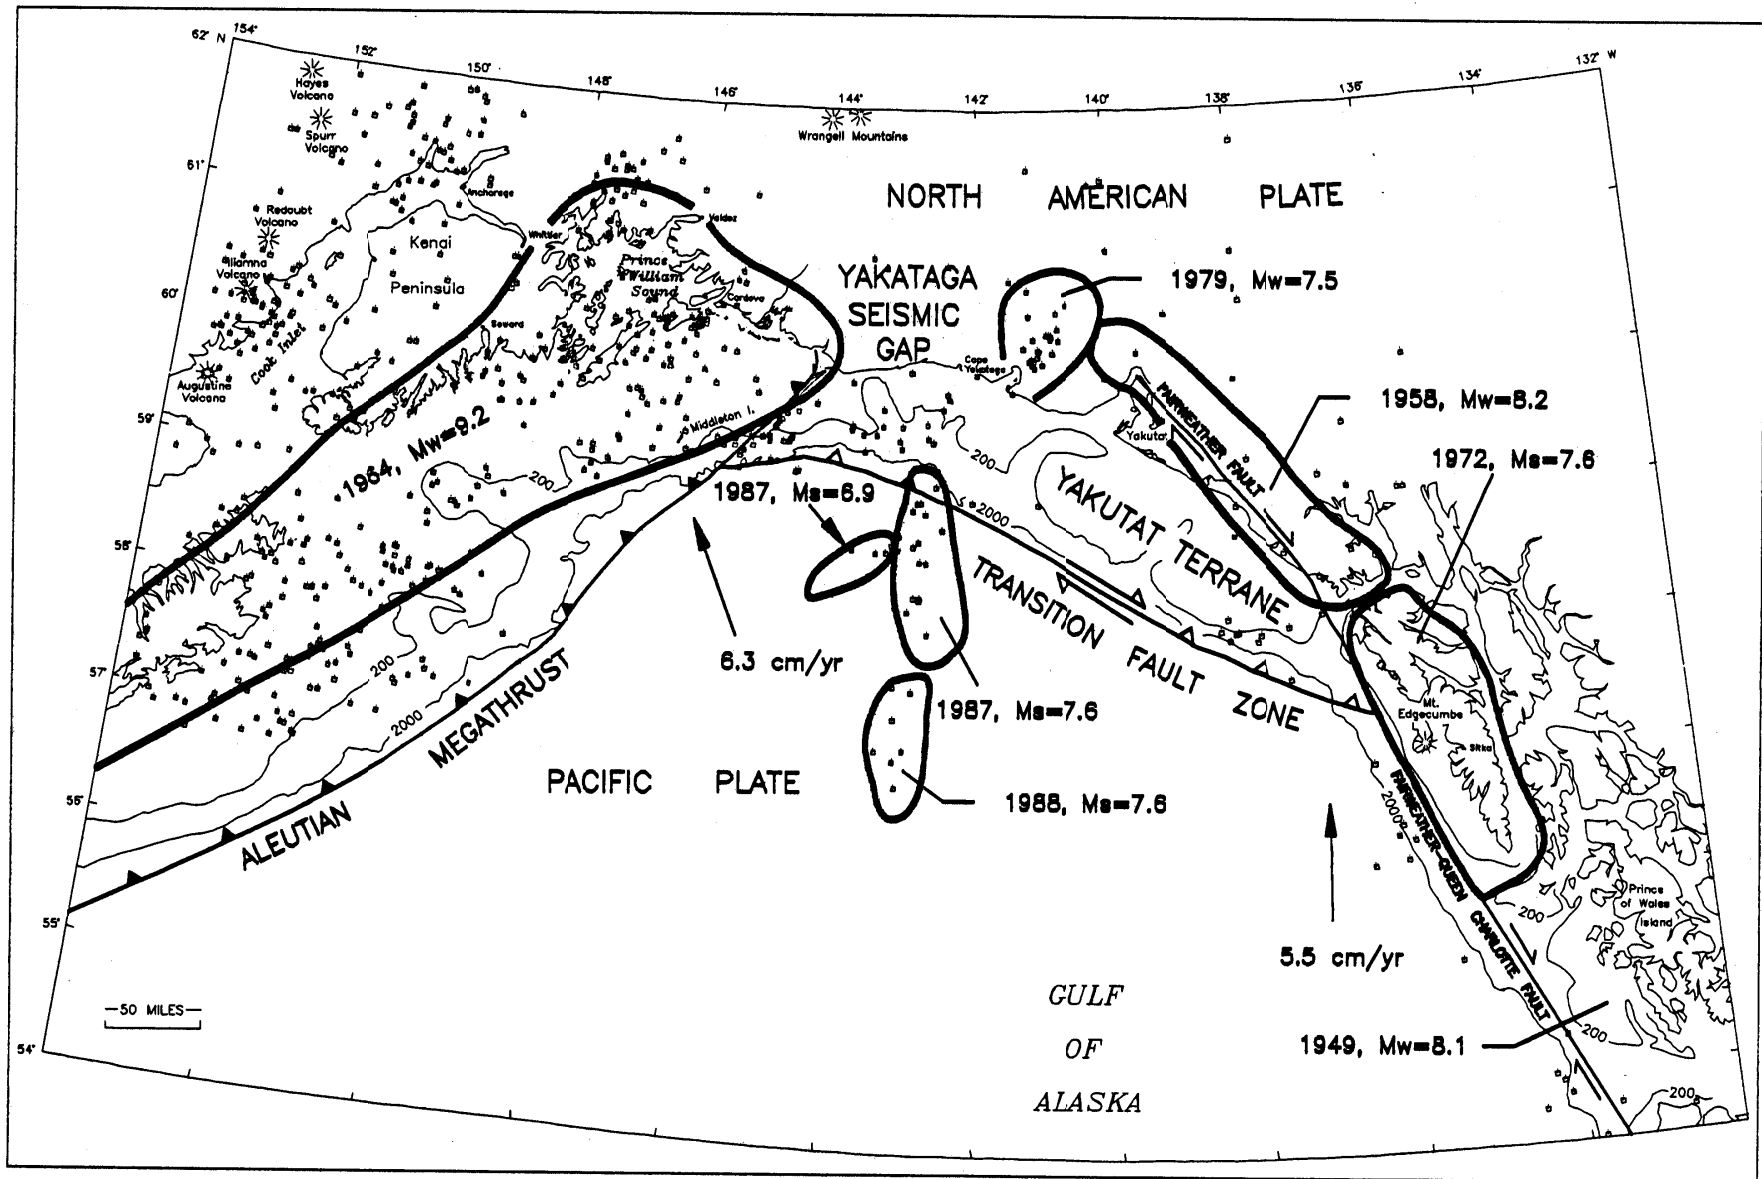 62° N
154°
152°
150°
148°
146°
144°
142°
140°
138°
136°
134°
132° W
Hayes
Volcano
Spurr
Volcano
Wrangell Mountains
61°
Anchorage
NORTH AMERICAN PLATE
Redoubt
Volcano
Valdez
Whittier
Kenai
Peninsula
Prince
William
Sound
Iliamna
Volcano
YAKATAGA
SEISMIC
GAP
1979, Mw=7.5
60°
Cordova
Seward
Cook Inlet
Cape
Yakataga
Augustine
Volcano
FAIRWEATHER FAULT
1958, Mw=8.2
59°
Middleton I.
Yakutat
1964, Mw=9.2
1972, Ms=7.6
200
200
1987, Ms=6.9
YAKUTAT TERRANE
2000
58°
TRANSITION FAULT ZONE
6.3 cm/yr
57°
200
2000
MEGATHRUST
1987, Ms=7.6
Mt.
Edgecumbe
Sitka
PACIFIC PLATE
1988, Ms=7.6
56°
ALEUTIAN
2000
FAIRWEATHER-QUEEN CHARLOTTE FAULT
Prince
of Wales
Island
200
55°
5.5 cm/yr
GULF
OF
ALASKA
50 MILES
200
1949, Mw=8.1
54°
200